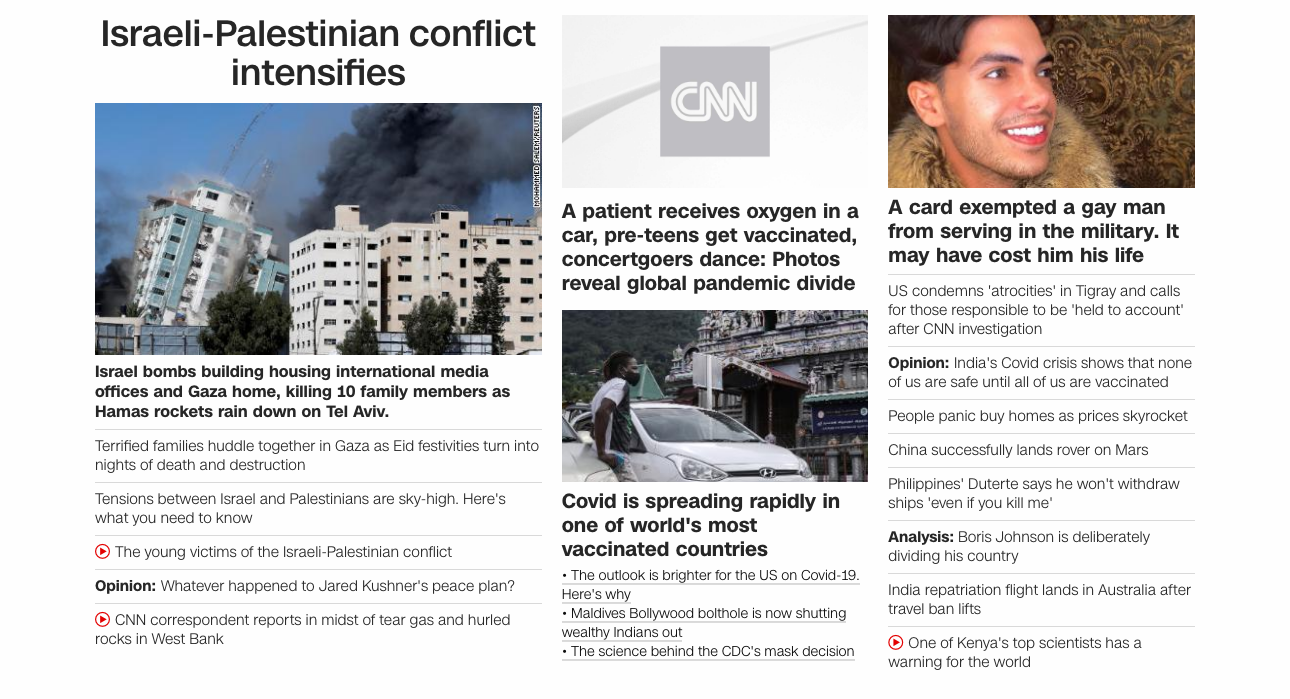 Israeli-Palestinian conflict
intensifies
MOHAMMED SALEM/REUTERS
Israel bombs building housing international media
offices and Gaza home, killing 10 family members as
Hamas rockets rain down on Tel Aviv.
Terrified families huddle together in Gaza as Eid festivities turn into
nights of death and destruction
Tensions between Israel and Palestinians are sky-high. Here's
what you need to know
The young victims of the Israeli-Palestinian conflict
Opinion: Whatever happened to Jared Kushner's peace plan?
CNN correspondent reports in midst of tear gas and hurled
rocks in West Bank
CNN
A patient receives oxygen in a
car, pre-teens get vaccinated,
concertgoers dance: Photos
reveal global pandemic divide
Covid is spreading rapidly in
one of world's most
vaccinated countries
• The outlook is brighter for the US on Covid-19.
Here's why
• Maldives Bollywood bolthole is now shutting
wealthy Indians out
• The science behind the CDC's mask decision
A card exempted a gay man
from serving in the military. It
may have cost him his life
US condemns 'atrocities' in Tigray and calls
for those responsible to be 'held to account'
after CNN investigation
Opinion: India's Covid crisis shows that none
of us are safe until all of us are vaccinated
People panic buy homes as prices skyrocket
China successfully lands rover on Mars
Philippines' Duterte says he won't withdraw
ships 'even if you kill me'
Analysis: Boris Johnson is deliberately
dividing his country
India repatriation flight lands in Australia after
travel ban lifts
One of Kenya's top scientists has a
warning for the world